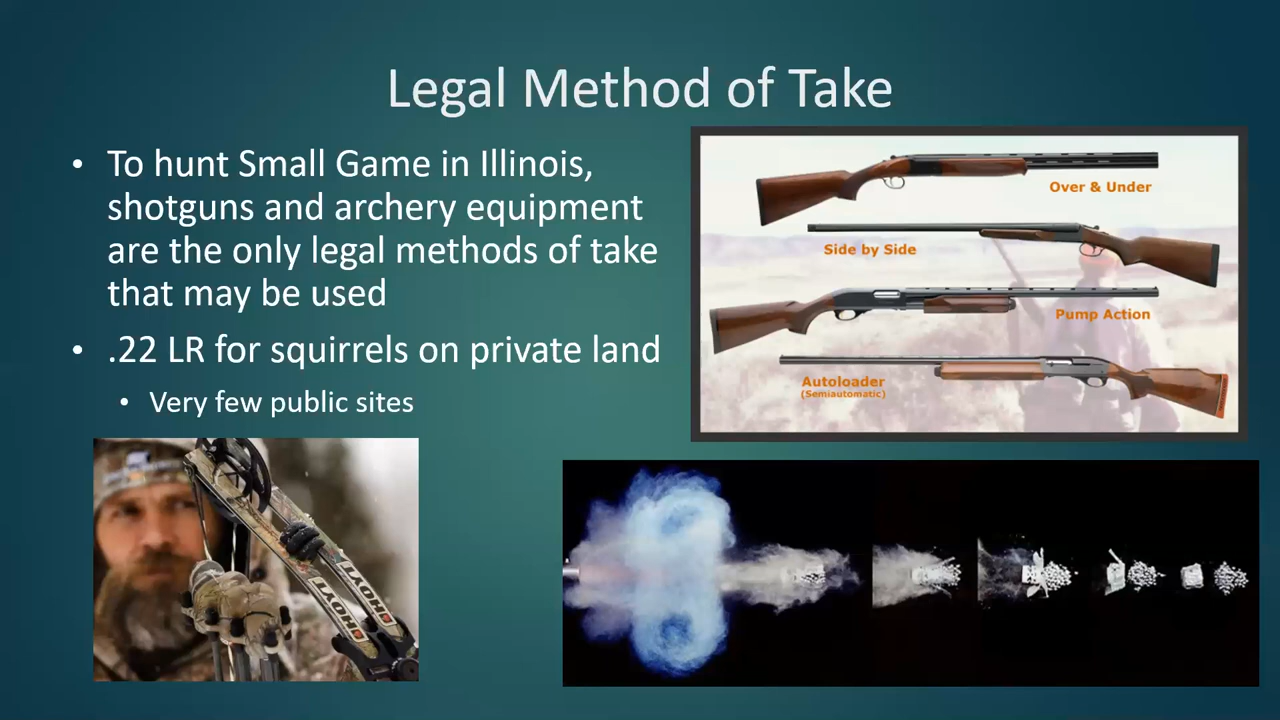 Legal Method of Take
• To hunt Small Game in Illinois,
shotguns and archery equipment
are the only legal methods of take
that may be used
• .22 LR for squirrels on private land
• Very few public sites
Over & Under
Side by Side
Pump Action
Autoloader
(Semiautomatic)
HOYT
HOYT